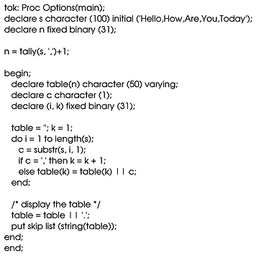 tok: Proc Options(main);
declare s character (100) initial ('Hello,How,Are,You,Today');
declare n fixed binary (31);
n = tally(s, ',')+1;
begin;
declare table(n) character (50) varying;
declare c character (1);
declare (i, k) fixed binary (31);
table = ''; k = 1;
do i = 1 to length(s);
c = substr(s, i, 1);
if c = ',' then k = k + 1;
else table(k) = table(k) || c;
end;
/* display the table */
table = table || '.';
put skip list (string(table));
end;
end;